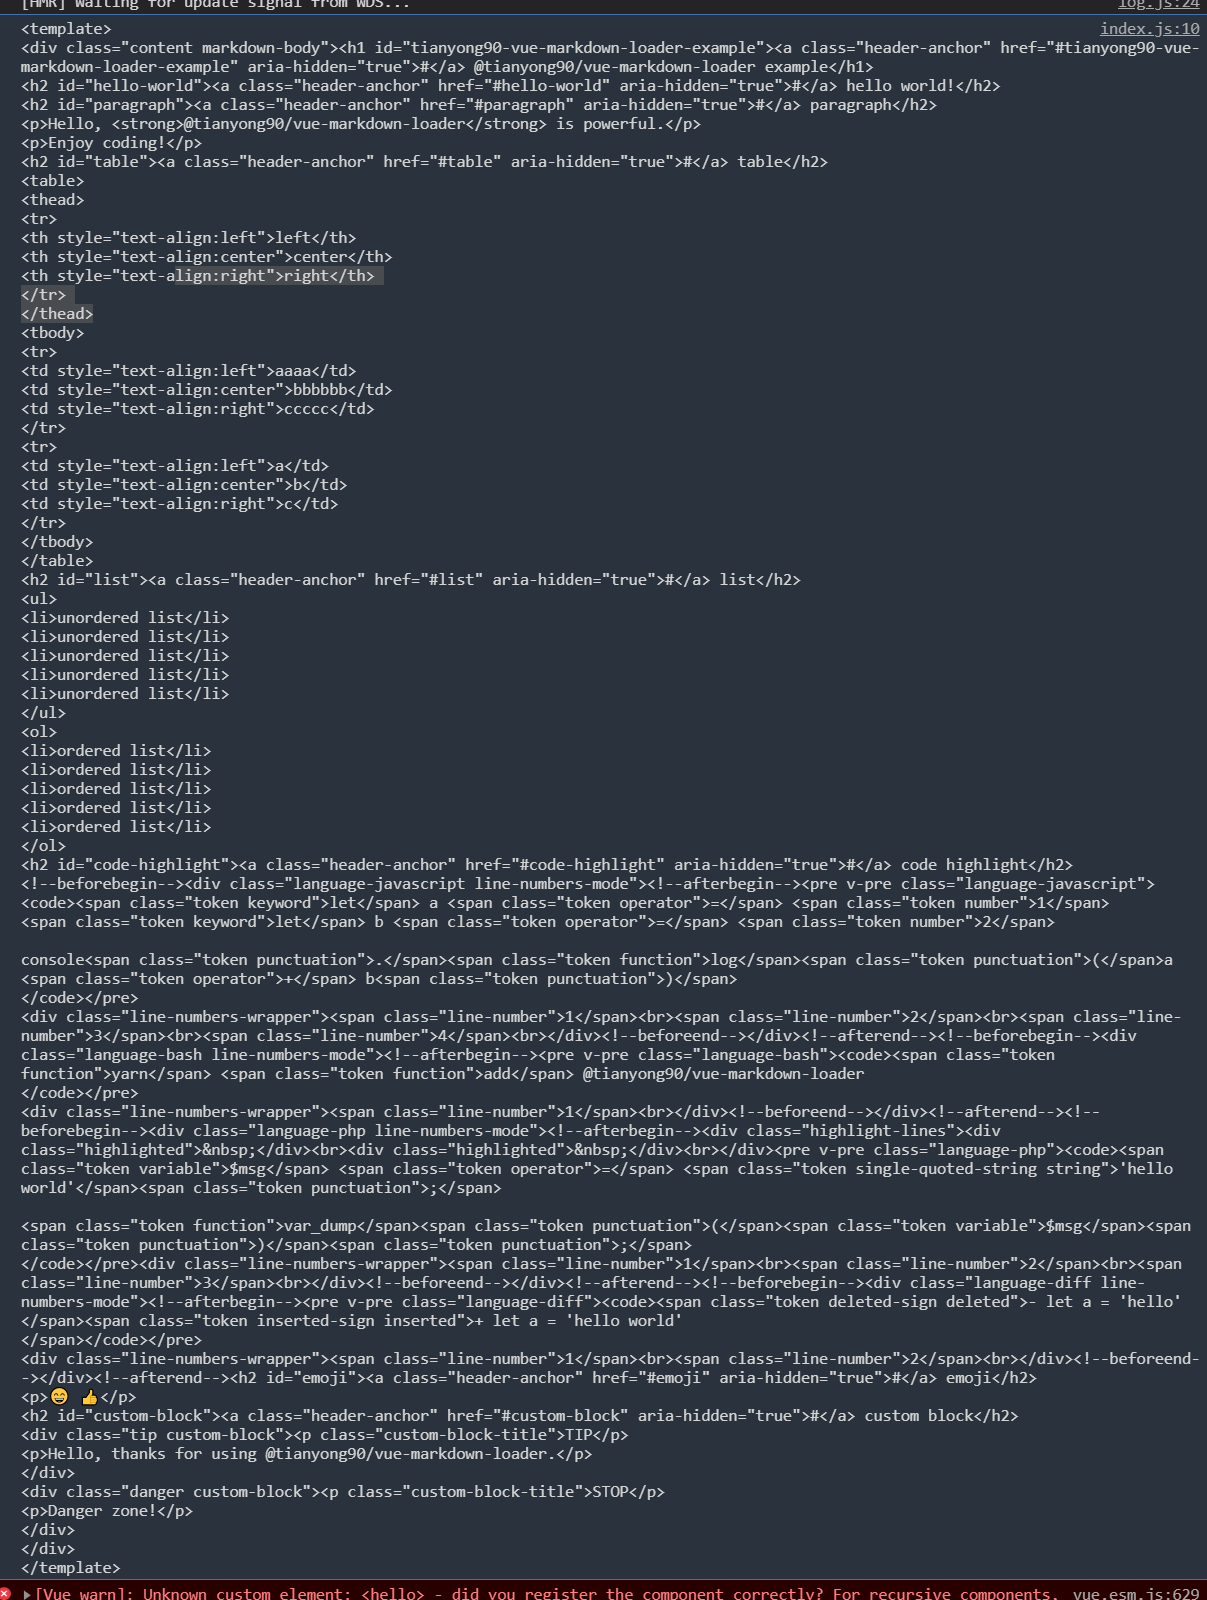 [HMR] Waiting for update signal from WDS... log.js:24
<template> index.js:10
<div class="content markdown-body"><h1 id="tianyong90-vue-markdown-loader-example"><a class="header-anchor" href="#tianyong90-vue-
markdown-loader-example" aria-hidden="true">#</a> @tianyong90/vue-markdown-loader example</h1>
<h2 id="hello-world"><a class="header-anchor" href="#hello-world" aria-hidden="true">#</a> hello world!</h2>
<h2 id="paragraph"><a class="header-anchor" href="#paragraph" aria-hidden="true">#</a> paragraph</h2>
<p>Hello, <strong>@tianyong90/vue-markdown-loader</strong> is powerful.</p>
<p>Enjoy coding!</p>
<h2 id="table"><a class="header-anchor" href="#table" aria-hidden="true">#</a> table</h2>
<table>
<thead>
<tr>
<th style="text-align:left">left</th>
<th style="text-align:center">center</th>
<th style="text-align:right">right</th>
</tr>
</thead>
<tbody>
<tr>
<td style="text-align:left">aaaa</td>
<td style="text-align:center">bbbbbb</td>
<td style="text-align:right">ccccc</td>
</tr>
<tr>
<td style="text-align:left">a</td>
<td style="text-align:center">b</td>
<td style="text-align:right">c</td>
</tr>
</tbody>
</table>
<h2 id="list"><a class="header-anchor" href="#list" aria-hidden="true">#</a> list</h2>
<ul>
<li>unordered list</li>
<li>unordered list</li>
<li>unordered list</li>
<li>unordered list</li>
<li>unordered list</li>
</ul>
<ol>
<li>ordered list</li>
<li>ordered list</li>
<li>ordered list</li>
<li>ordered list</li>
<li>ordered list</li>
</ol>
<h2 id="code-highlight"><a class="header-anchor" href="#code-highlight" aria-hidden="true">#</a> code highlight</h2>
<!--beforebegin--><div class="language-javascript line-numbers-mode"><!--afterbegin--><pre v-pre class="language-javascript">
<code><span class="token keyword">let</span> a <span class="token operator">=</span> <span class="token number">1</span>
<span class="token keyword">let</span> b <span class="token operator">=</span> <span class="token number">2</span>
console<span class="token punctuation">.</span><span class="token function">log</span><span class="token punctuation">(</span>a
<span class="token operator">+</span> b<span class="token punctuation">)</span>
</code></pre>
<div class="line-numbers-wrapper"><span class="line-number">1</span><br><span class="line-number">2</span><br><span class="line-
number">3</span><br><span class="line-number">4</span><br></div><!--beforeend--></div><!--afterend--><!--beforebegin--><div
class="language-bash line-numbers-mode"><!--afterbegin--><pre v-pre class="language-bash"><code><span class="token
function">yarn</span> <span class="token function">add</span> @tianyong90/vue-markdown-loader
</code></pre>
<div class="line-numbers-wrapper"><span class="line-number">1</span><br></div><!--beforeend--></div><!--afterend--><!--
beforebegin--><div class="language-php line-numbers-mode"><!--afterbegin--><div class="highlight-lines"><div
class="highlighted">&nbsp;</div><br><div class="highlighted">&nbsp;</div><br></div><pre v-pre class="language-php"><code><span
class="token variable">$msg</span> <span class="token operator">=</span> <span class="token single-quoted-string string">'hello
world'</span><span class="token punctuation">;</span>
<span class="token function">var_dump</span><span class="token punctuation">(</span><span class="token variable">$msg</span><span
class="token punctuation">)</span><span class="token punctuation">;</span>
</code></pre><div class="line-numbers-wrapper"><span class="line-number">1</span><br><span class="line-number">2</span><br><span
class="line-number">3</span><br></div><!--beforeend--></div><!--afterend--><!--beforebegin--><div class="language-diff line-
numbers-mode"><!--afterbegin--><pre v-pre class="language-diff"><code><span class="token deleted-sign deleted">- let a = 'hello'
</span><span class="token inserted-sign inserted">+ let a = 'hello world'
</span></code></pre>
<div class="line-numbers-wrapper"><span class="line-number">1</span><br><span class="line-number">2</span><br></div><!--beforeend-
-></div><!--afterend--><h2 id="emoji"><a class="header-anchor" href="#emoji" aria-hidden="true">#</a> emoji</h2>
<p>😄 👍</p>
<h2 id="custom-block"><a class="header-anchor" href="#custom-block" aria-hidden="true">#</a> custom block</h2>
<div class="tip custom-block"><p class="custom-block-title">TIP</p>
<p>Hello, thanks for using @tianyong90/vue-markdown-loader.</p>
</div>
<div class="danger custom-block"><p class="custom-block-title">STOP</p>
<p>Danger zone!</p>
</div>
</div>
</template>
[Vue warn]: Unknown custom element: <hello> - did you register the component correctly? For recursive components, vue.esm.js:629